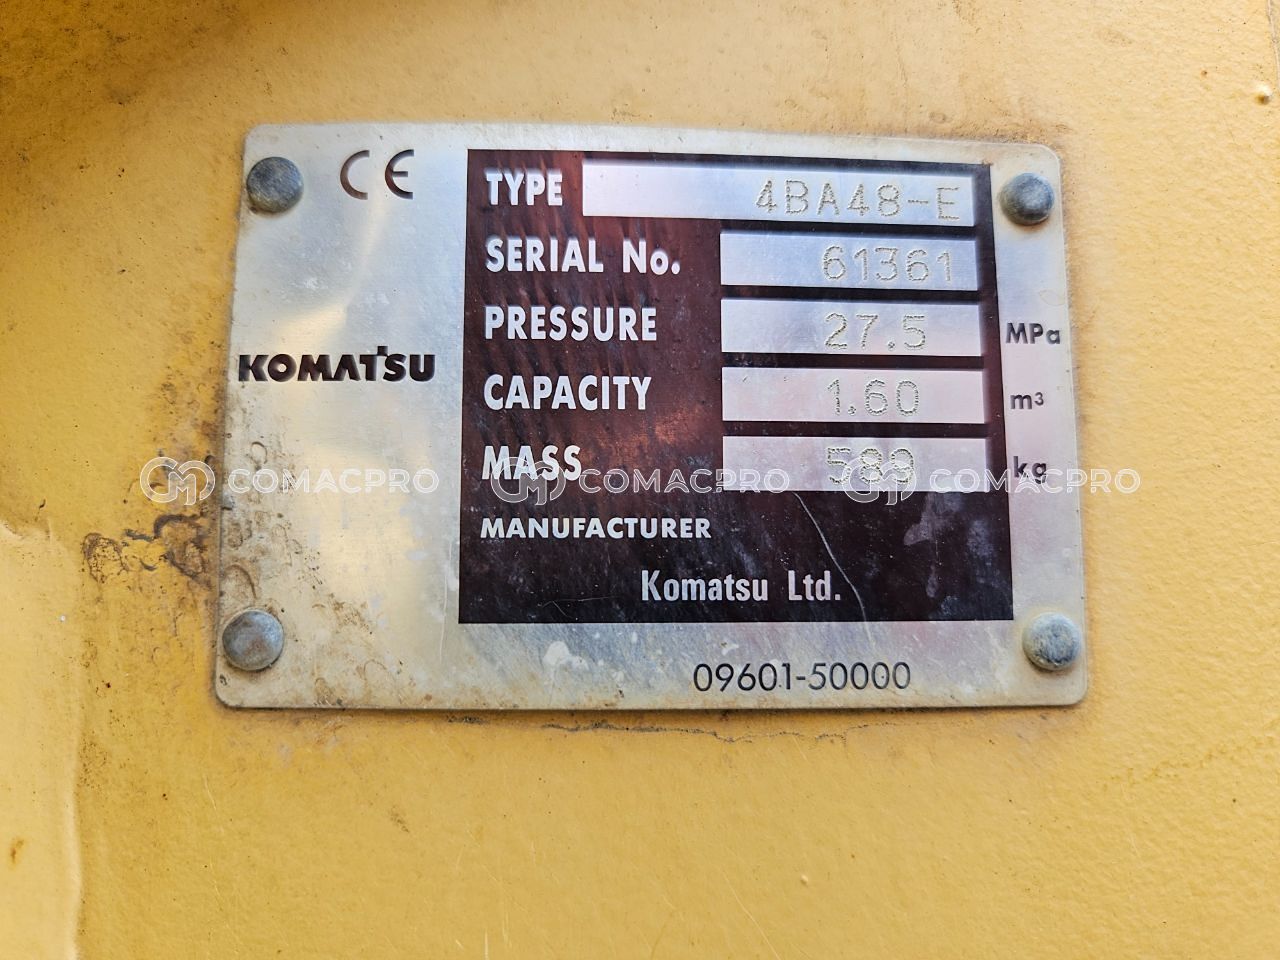 CE
TYPE 4BA48-E
SERIAL No. 61361
PRESSURE 27.5 MPa
KOMATSU
CAPACITY 1.60 m³
MASS 589 kg
COMACPRO COMACPRO COMACPRO
MANUFACTURER
Komatsu Ltd.
09601-50000